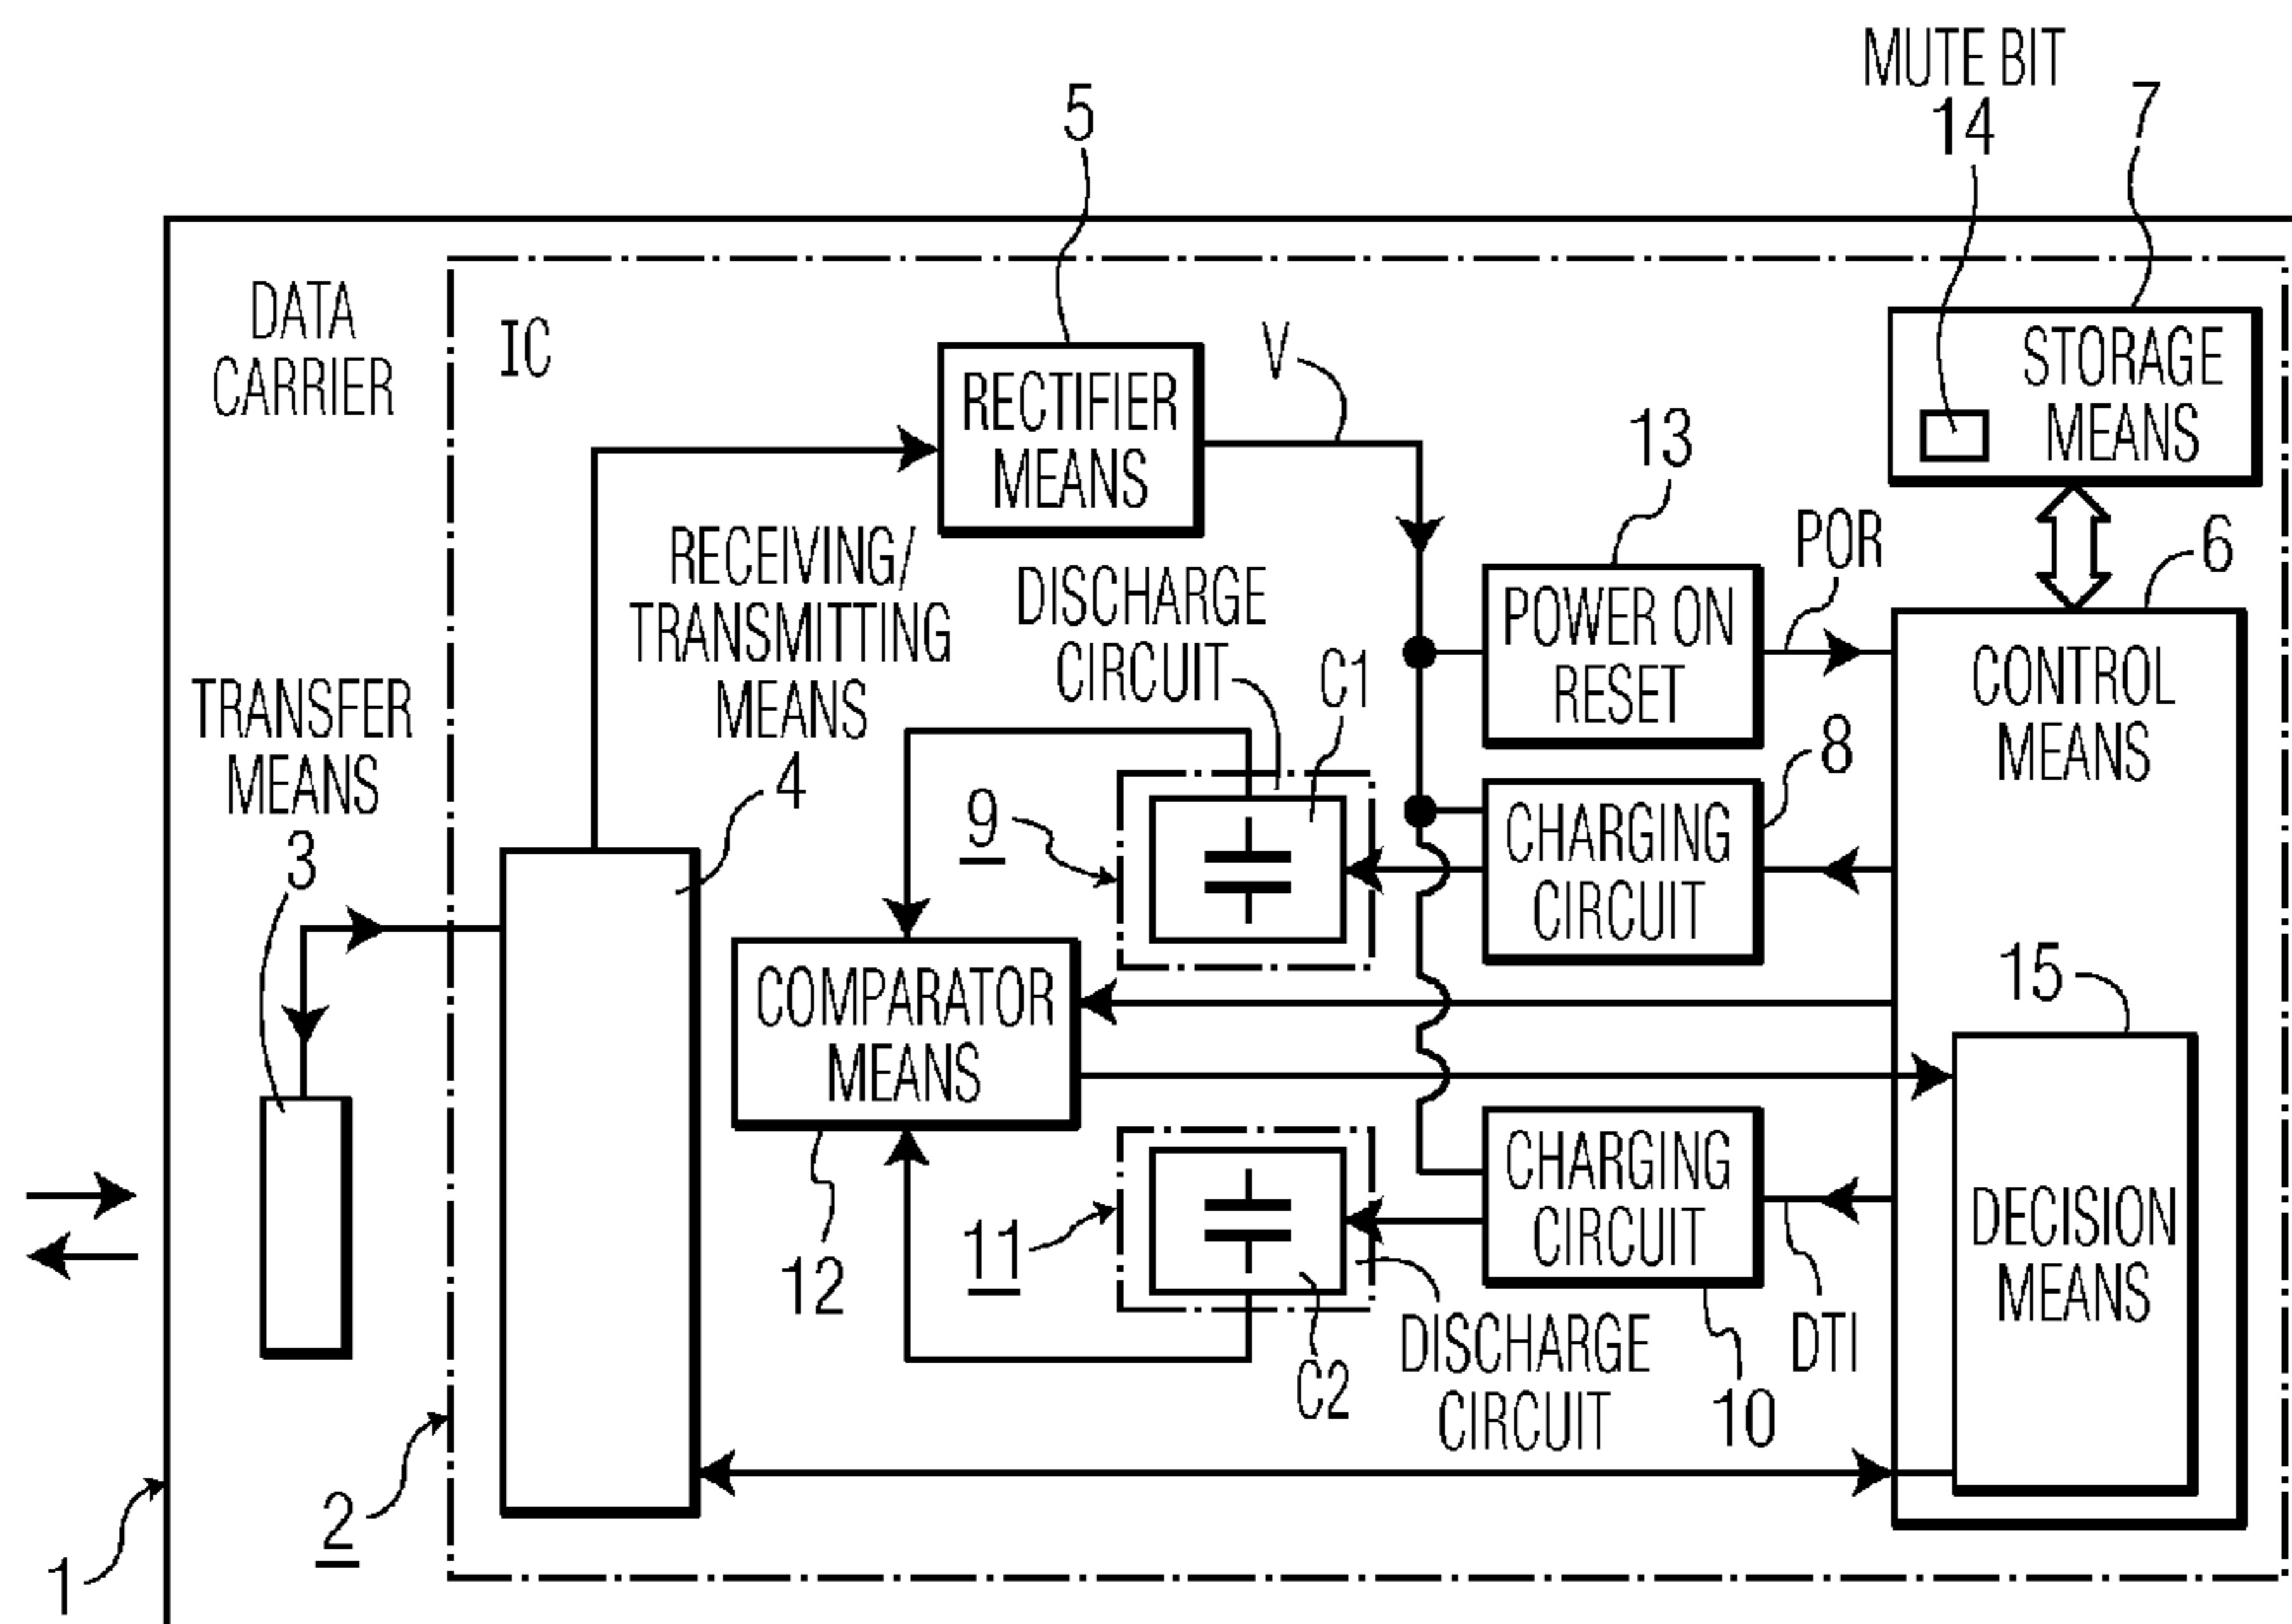 MUTE BIT
14
7
5
DATA
CARRIER
IC
RECTIFIER
MEANS
V
13
STORAGE
MEANS
RECEIVING/
TRANSMITTING
MEANS
4
DISCHARGE
CIRCUIT
C1
POWER ON
RESET
POR
6
CONTROL
MEANS
TRANSFER
MEANS
3
9
CHARGING
CIRCUIT
8
COMPARATOR
MEANS
12
15
11
C2
CHARGING
CIRCUIT
10
DTI
DISCHARGE
CIRCUIT
DECISION
MEANS
2
1